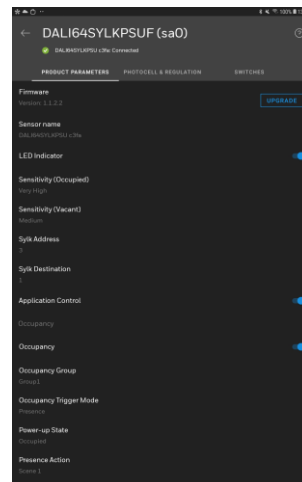 100%
DALI64SYLKPSUF (sa0)
DALI64SYLKPSU c3fa: Connected
PRODUCT PARAMETERS
PHOTOCELL & REGULATION
SWITCHES
Firmware
Version: 1.1.2.2
UPGRADE
Sensor name
DALI64SYLKPSU c3fa
LED Indicator
Sensitivity (Occupied)
Very High
Sensitivity (Vacant)
Medium
Sylk Address
3
Sylk Destination
1
Application Control
Occupancy
Occupancy
Occupancy Group
Group1
Occupancy Trigger Mode
Presence
Power-up State
Occupied
Presence Action
Scene 1